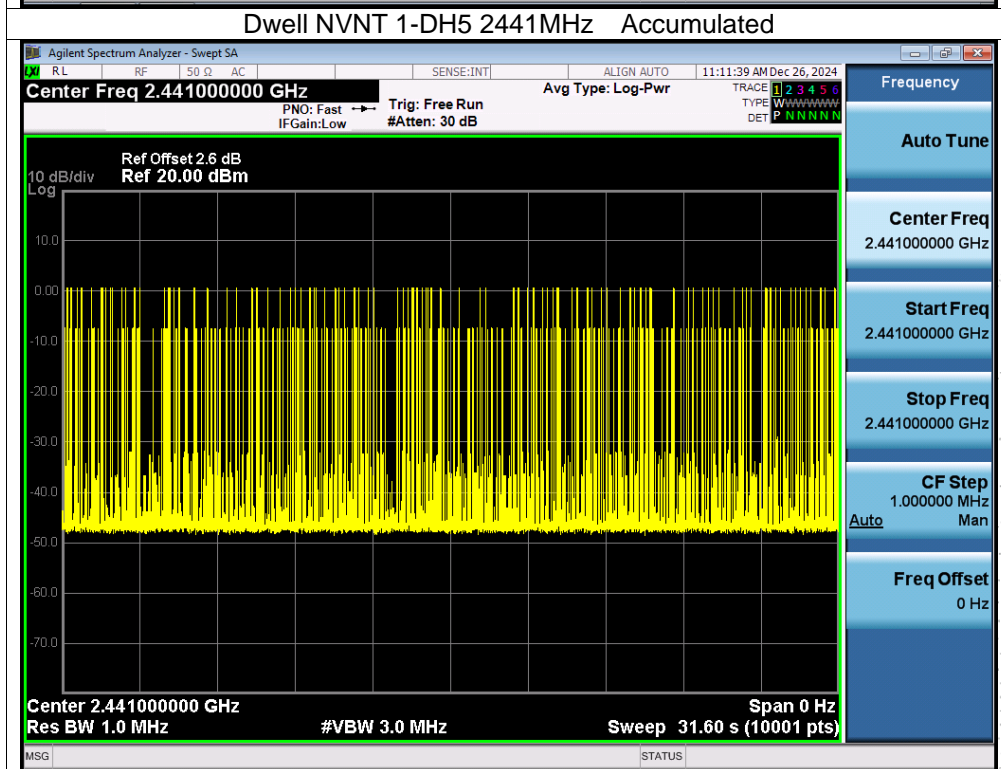 Dwell NVNT 1-DH5 2441MHz Accumulated
Agilent Spectrum Analyzer - Swept SA
LXI RL RF 50 Ω AC SENSE:INT ALIGN AUTO 11:11:39 AM Dec 26, 2024
Center Freq 2.441000000 GHz Avg Type: Log-Pwr TRACE 1 2 3 4 5 6
PNO: Fast Trig: Free Run TYPE WWWWWW
IFGain:Low #Atten: 30 dB DET P N N N N N
Frequency
Auto Tune
Center Freq
2.441000000 GHz
Start Freq
2.441000000 GHz
Stop Freq
2.441000000 GHz
CF Step
1.000000 MHz
Auto Man
Freq Offset
0 Hz
Ref Offset 2.6 dB
10 dB/div Ref 20.00 dBm
Log
10.0
0.00
-10.0
-20.0
-30.0
-40.0
-50.0
-60.0
-70.0
Center 2.441000000 GHz Span 0 Hz
Res BW 1.0 MHz #VBW 3.0 MHz Sweep 31.60 s (10001 pts)
MSG STATUS